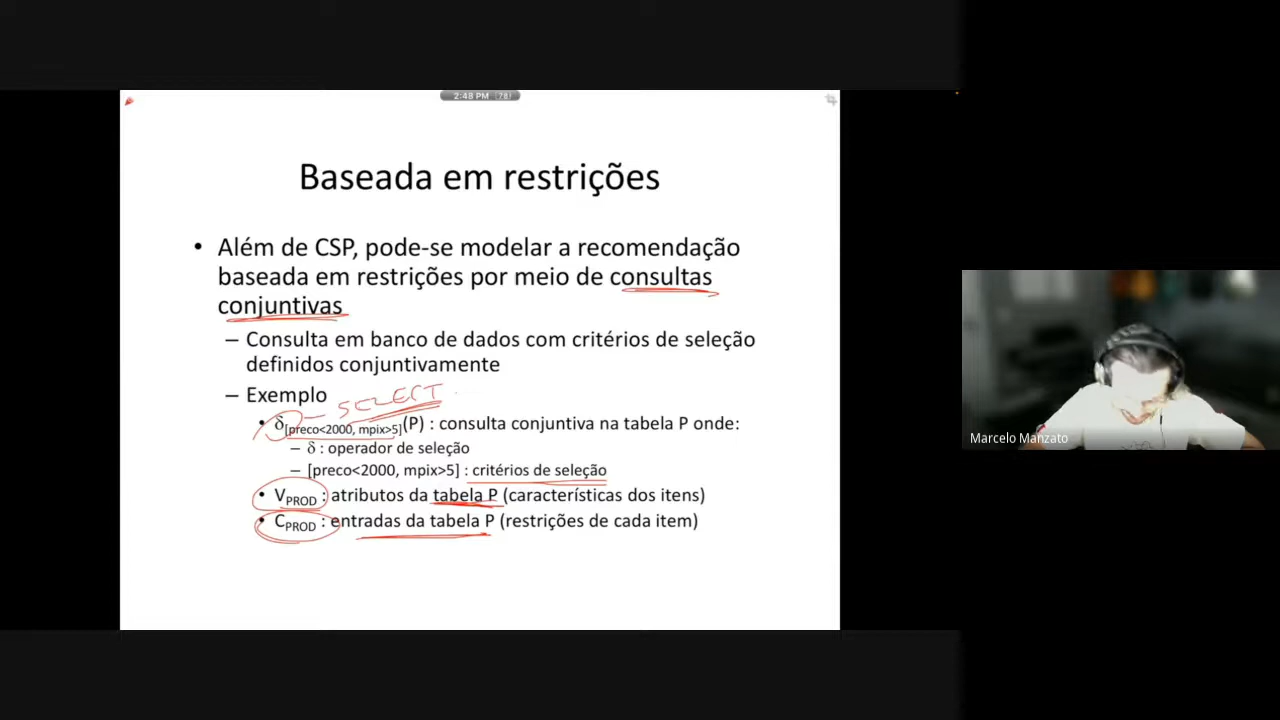 2:48 PM 78%
Baseada em restrições
• Além de CSP, pode-se modelar a recomendação
baseada em restrições por meio de consultas
conjuntivas
– Consulta em banco de dados com critérios de seleção
definidos conjuntivamente
– Exemplo
– SELECT
• δ[preco<2000, mpix>5](P) : consulta conjuntiva na tabela P onde:
– δ : operador de seleção
– [preco<2000, mpix>5] : critérios de seleção
• VPROD : atributos da tabela P (características dos itens)
• CPROD : entradas da tabela P (restrições de cada item)
Marcelo Manzato